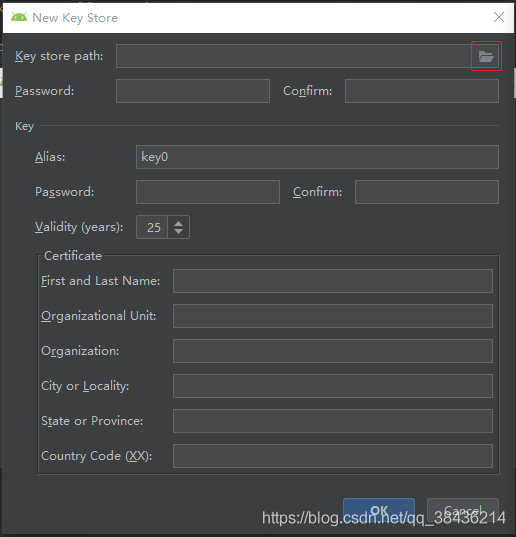 New Key Store
Key store path:
Password: Confirm:
Key
Alias: key0
Password: Confirm:
Validity (years): 25
Certificate
First and Last Name:
Organizational Unit:
Organization:
City or Locality:
State or Province:
Country Code (XX):
OK Cancel
https://blog.csdn.net/qq_38436214